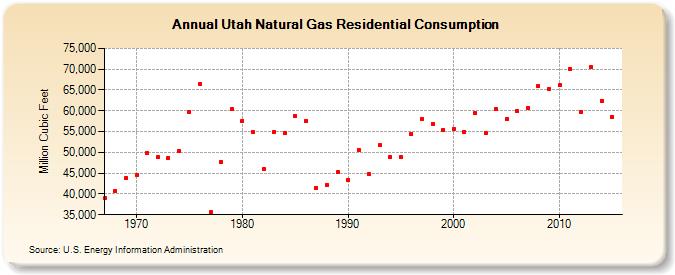 Annual Utah Natural Gas Residential Consumption
Million Cubic Feet
75,000
70,000
65,000
60,000
55,000
50,000
45,000
40,000
35,000
1970 1980 1990 2000 2010
Source: U.S. Energy Information Administration